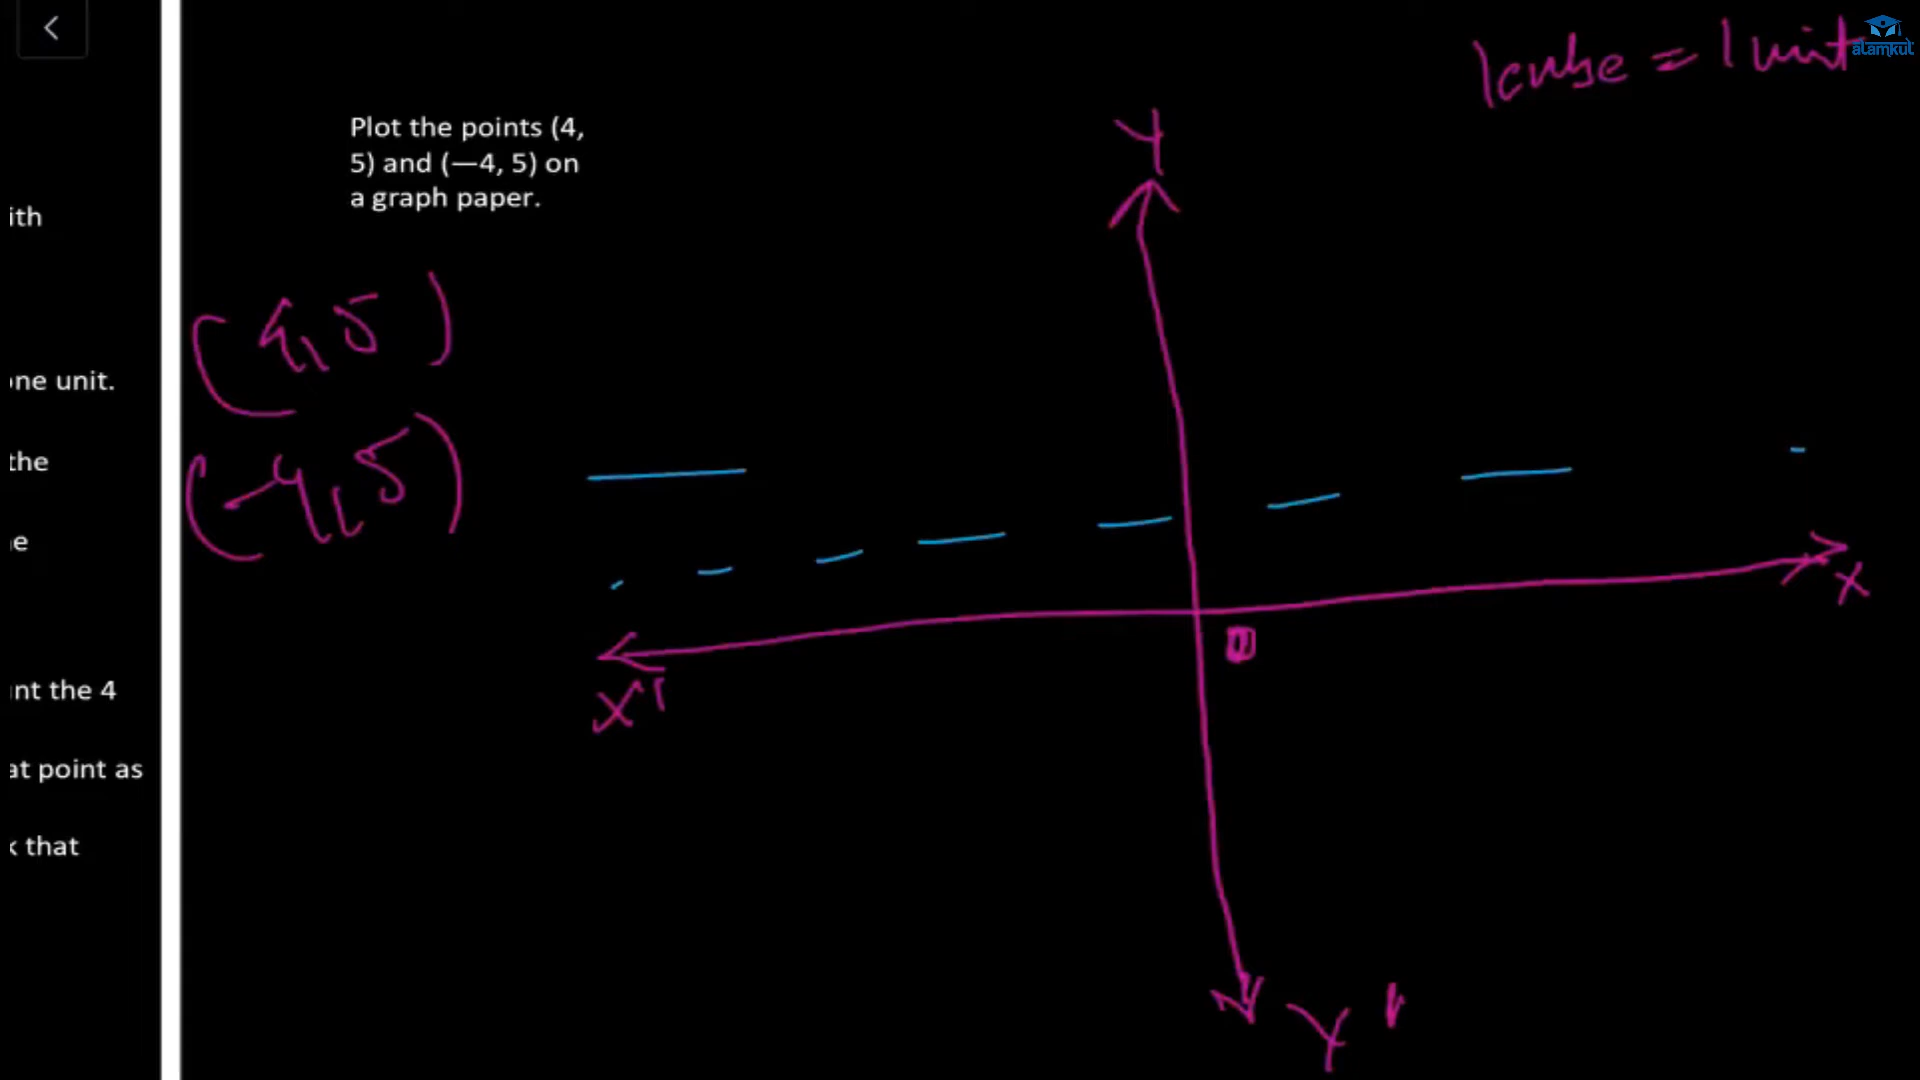 ith
ne unit.
the
e
nt the 4
at point as
k that
Plot the points (4,
5) and (—4, 5) on
a graph paper.
(4,5)
(-4,5)
1cube = 1 unit
alamkut
Y
X
0
X'
Y'